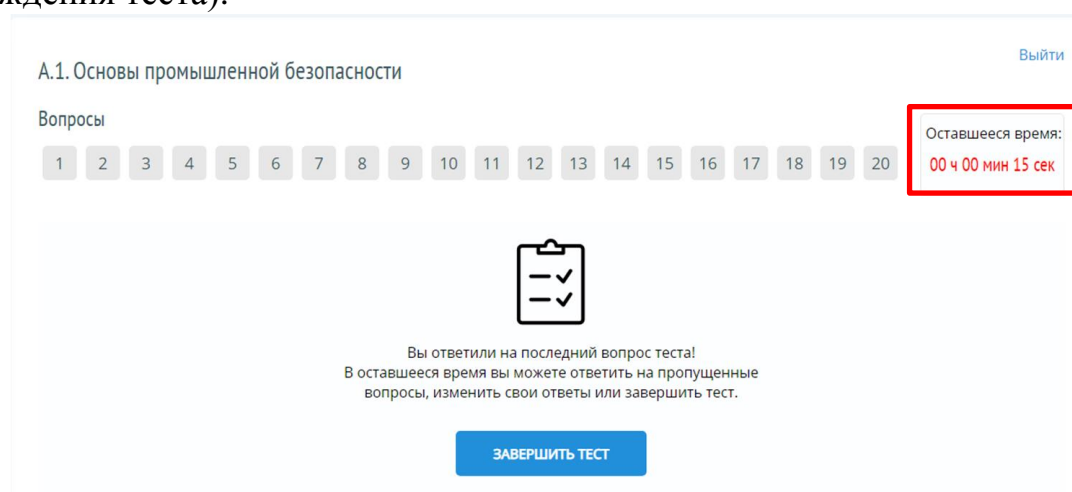 теста).
Выйти
А.1. Основы промышленной безопасности
Вопросы
Оставшееся время:
1 2 3 4 5 6 7 8 9 10 11 12 13 14 15 16 17 18 19 20
00 ч 00 мин 15 сек
Вы ответили на последний вопрос теста!
В оставшееся время вы можете ответить на пропущенные
вопросы, изменить свои ответы или завершить тест.
ЗАВЕРШИТЬ ТЕСТ